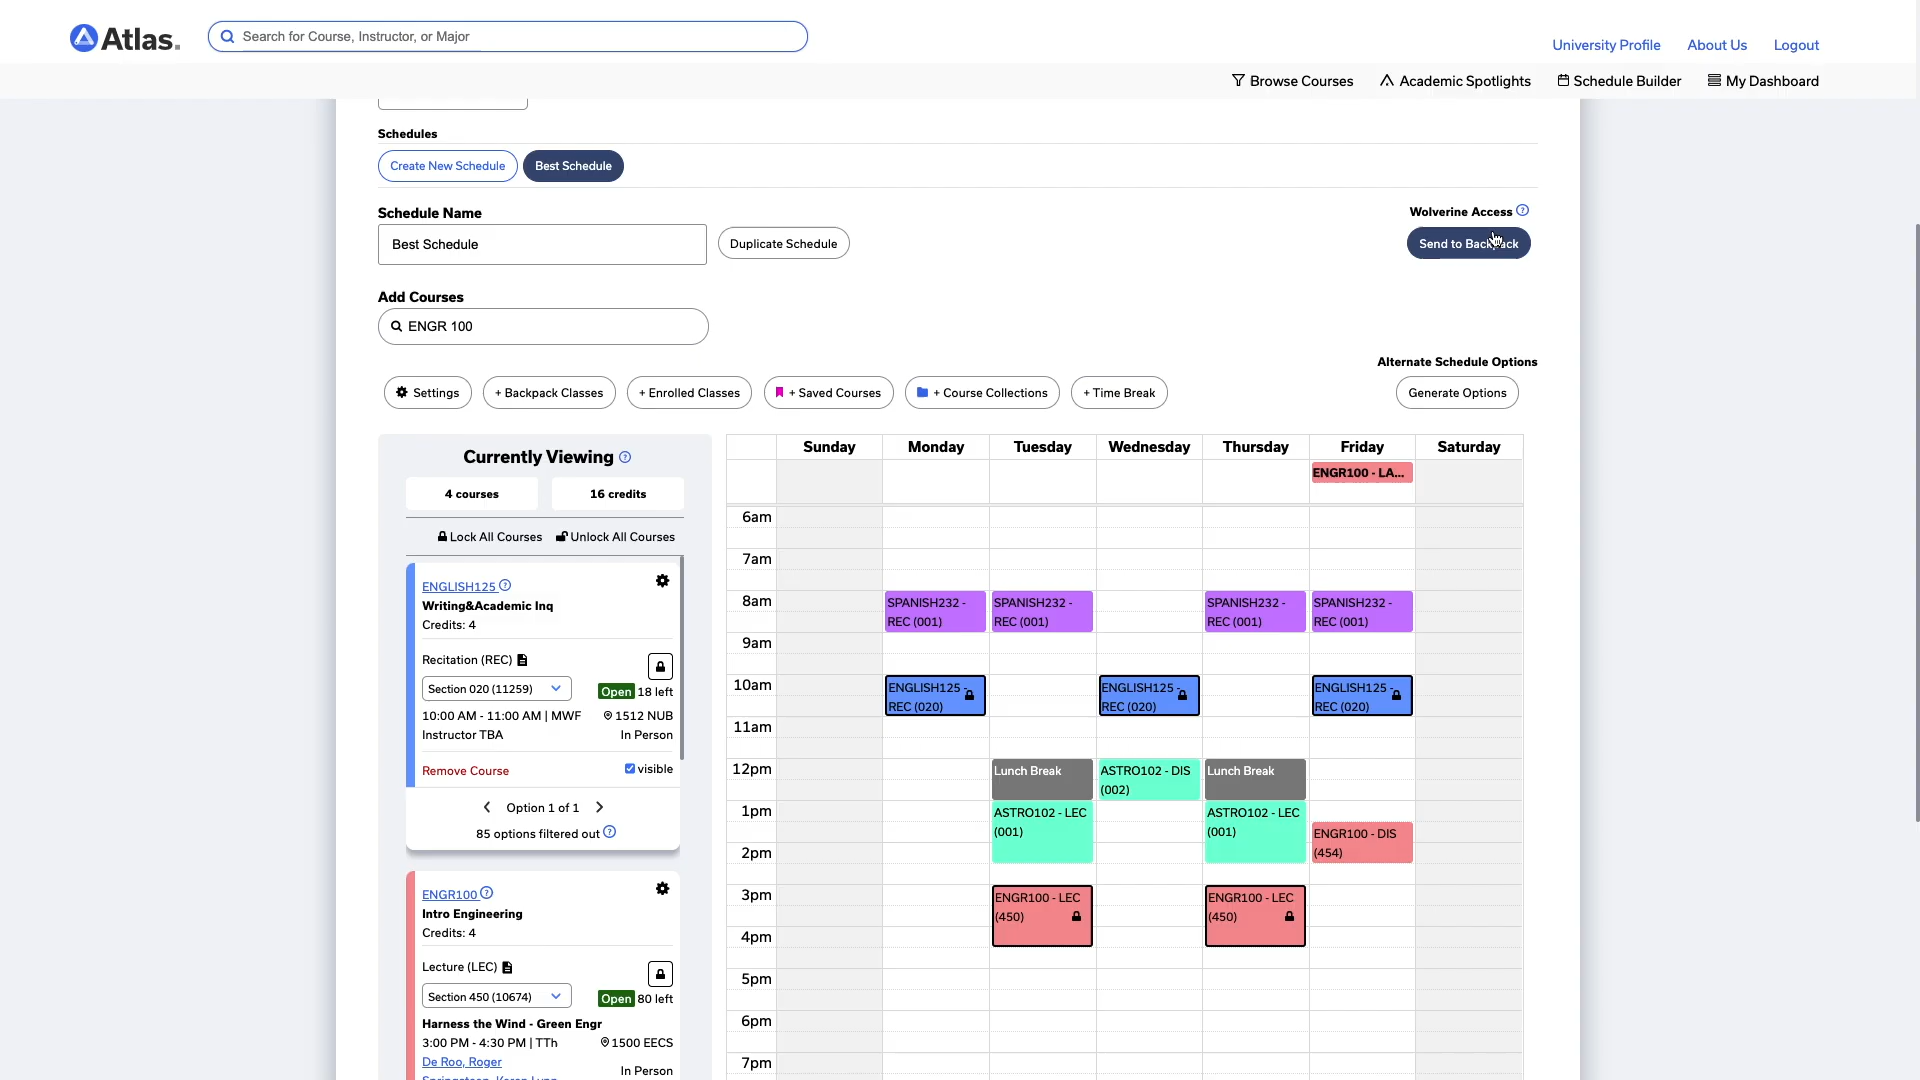 Atlas.
Search for Course, Instructor, or Major
University Profile
About Us
Logout
Browse Courses
Academic Spotlights
Schedule Builder
My Dashboard
Schedules
Create New Schedule
Best Schedule
Schedule Name
Best Schedule
Duplicate Schedule
Wolverine Access ?
Send to Backpack
Add Courses
ENGR 100
Alternate Schedule Options
Settings
+ Backpack Classes
+ Enrolled Classes
+ Saved Courses
+ Course Collections
+ Time Break
Generate Options
Currently Viewing ?
4 courses
16 credits
Lock All Courses
Unlock All Courses
ENGLISH125 ?
Writing&Academic Inq
Credits: 4
Recitation (REC)
Section 020 (11259)
Open 18 left
10:00 AM - 11:00 AM | MWF
1512 NUB
Instructor TBA
In Person
Remove Course
visible
Option 1 of 1
85 options filtered out ?
ENGR100 ?
Intro Engineering
Credits: 4
Lecture (LEC)
Section 450 (10674)
Open 80 left
Harness the Wind - Green Engr
3:00 PM - 4:30 PM | TTh
1500 EECS
De Roo, Roger
In Person
Sunday
Monday
Tuesday
Wednesday
Thursday
Friday
Saturday
ENGR100 - LA...
6am
7am
8am
SPANISH232 -
REC (001)
SPANISH232 -
REC (001)
SPANISH232 -
REC (001)
SPANISH232 -
REC (001)
9am
10am
ENGLISH125 -
REC (020)
ENGLISH125 -
REC (020)
ENGLISH125 -
REC (020)
11am
12pm
Lunch Break
ASTRO102 - DIS
(002)
Lunch Break
1pm
ASTRO102 - LEC
(001)
ASTRO102 - LEC
(001)
ENGR100 - DIS
(454)
2pm
3pm
ENGR100 - LEC
(450)
ENGR100 - LEC
(450)
4pm
5pm
6pm
7pm